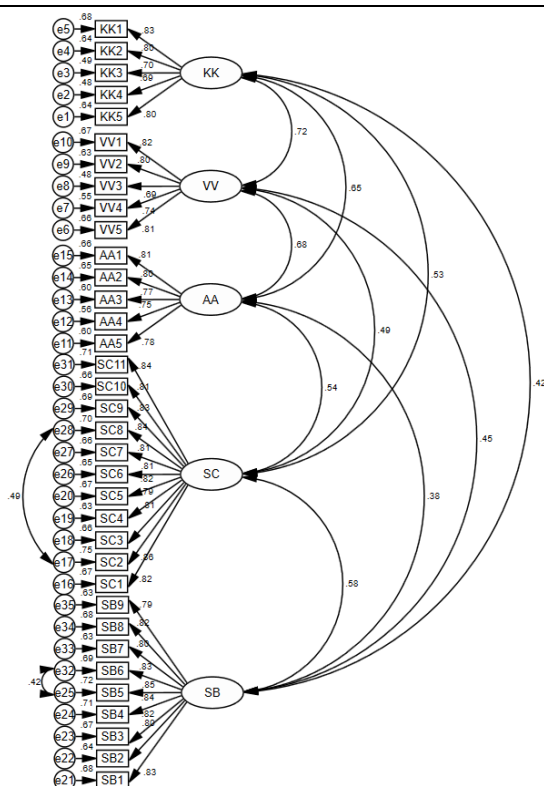 .68
e5 KK1 .83
.64
e4 KK2 .80
.49
e3 KK3 .70 KK
.48
e2 KK4 .69
.64
e1 KK5 .80
.72
.67
e10 VV1 .82
.63
e9 VV2 .80
.48
e8 VV3 .69 VV .65
.55
e7 VV4 .74
.66
e6 VV5 .81
.68
.66
e15 AA1 .81
.65
e14 AA2 .80 .53
.60
e13 AA3 .77 AA
.56
e12 AA4 .75 .49
.60
e11 AA5 .78
.71
e31 SC11 .84
.66
e30 SC10 .81 .54 .42
.69
e29 SC9 .83
.70
e28 SC8 .84
.66
e27 SC7 .81 .45
.65
e26 SC6 .81 SC
.67 .82
e20 SC5 .79 .38
.49
.63 .81
e19 SC4
.66
e18 SC3
.75
e17 SC2 .86
.67
e16 SC1 .82 .58
.63
e35 SB9 .79
.68
e34 SB8 .82
.63
e33 SB7 .80
.69
e32 SB6 .83
.42
.72
e25 SB5 .85 SB
.71 .84
e24 SB4 .82
.67 .80
e23 SB3
.64
e22 SB2
.68
e21 SB1 .83